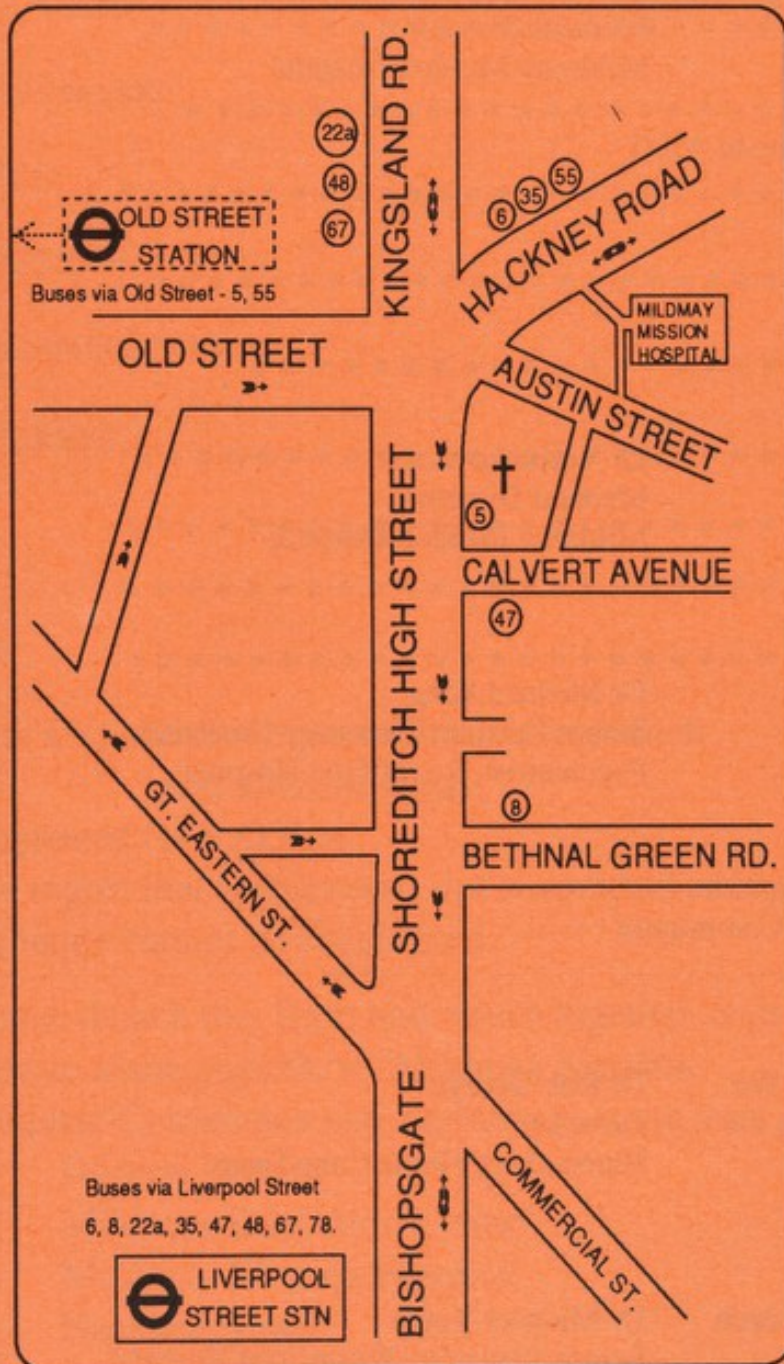 KINGSLAND RD.
22a
48
67
6
35
55
HACKNEY ROAD
OLD STREET
STATION
Buses via Old Street - 5, 55
MILDMAY
MISSION
HOSPITAL
OLD STREET
AUSTIN STREET
5
SHOREDITCH HIGH STREET
CALVERT AVENUE
47
8
GT. EASTERN ST.
BETHNAL GREEN RD.
BISHOPSGATE
COMMERCIAL ST.
Buses via Liverpool Street
6, 8, 22a, 35, 47, 48, 67, 78.
LIVERPOOL
STREET STN